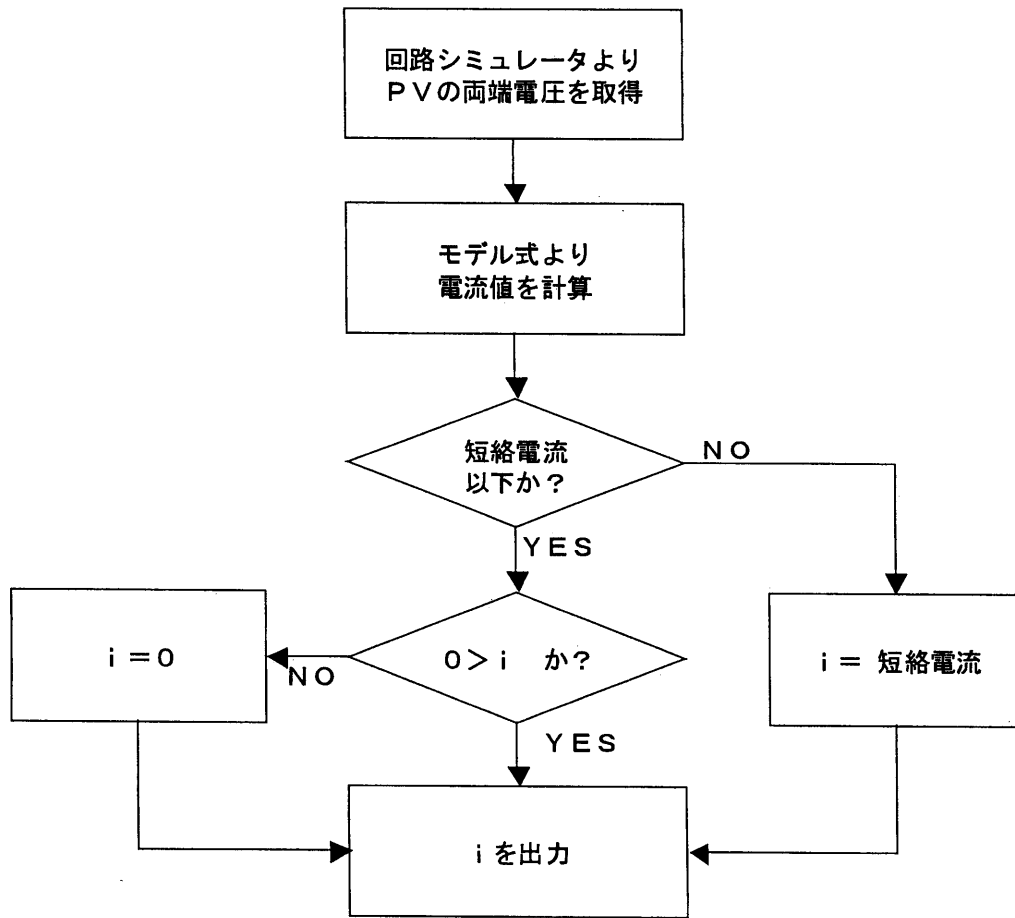 回路シミュレータより
ＰＶの両端電圧を取得
モデル式より
電流値を計算
短絡電流
以下か？
ＮＯ
ＹＥＳ
ｉ＝０
ＮＯ
０＞ｉ　か？
ｉ＝ 短絡電流
ＹＥＳ
ｉを出力